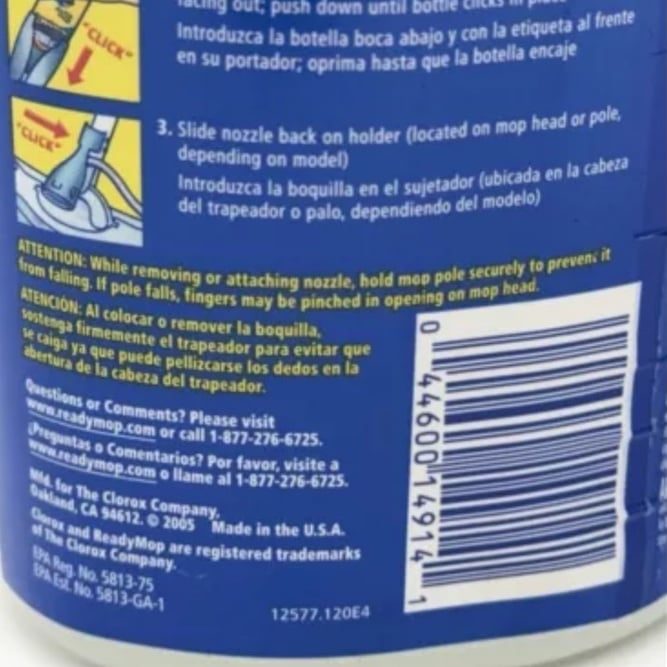 "CLICK"
facing out; push down until bottle clicks in place
Introduzca la botella boca abajo y con la etiqueta al frente
en su portador; oprima hasta que la botella encaje
"CLICK"
3. Slide nozzle back on holder (located on mop head or pole,
depending on model)
Introduzca la boquilla en el sujetador (ubicada en la cabeza
del trapeador o palo, dependiendo del modelo)
ATTENTION: While removing or attaching nozzle, hold mop pole securely to prevent it
from falling. If pole falls, fingers may be pinched in opening on mop head.
ATENCIÓN: Al colocar o remover la boquilla,
sostenga firmemente el trapeador para evitar que
se caiga ya que puede pellizcarse los dedos en la
abertura de la cabeza del trapeador.
Questions or Comments? Please visit
www.readymop.com or call 1-877-276-6725.
¿Preguntas o Comentarios? Por favor, visite a
www.readymop.com o llame al 1-877-276-6725.
Mfd. for The Clorox Company,
Oakland, CA 94612. © 2005 Made in the U.S.A.
Clorox and ReadyMop are registered trademarks
of The Clorox Company.
EPA Reg. No. 5813-75
EPA Est. No. 5813-GA-1
12577.120E4
0 44600 14914 1